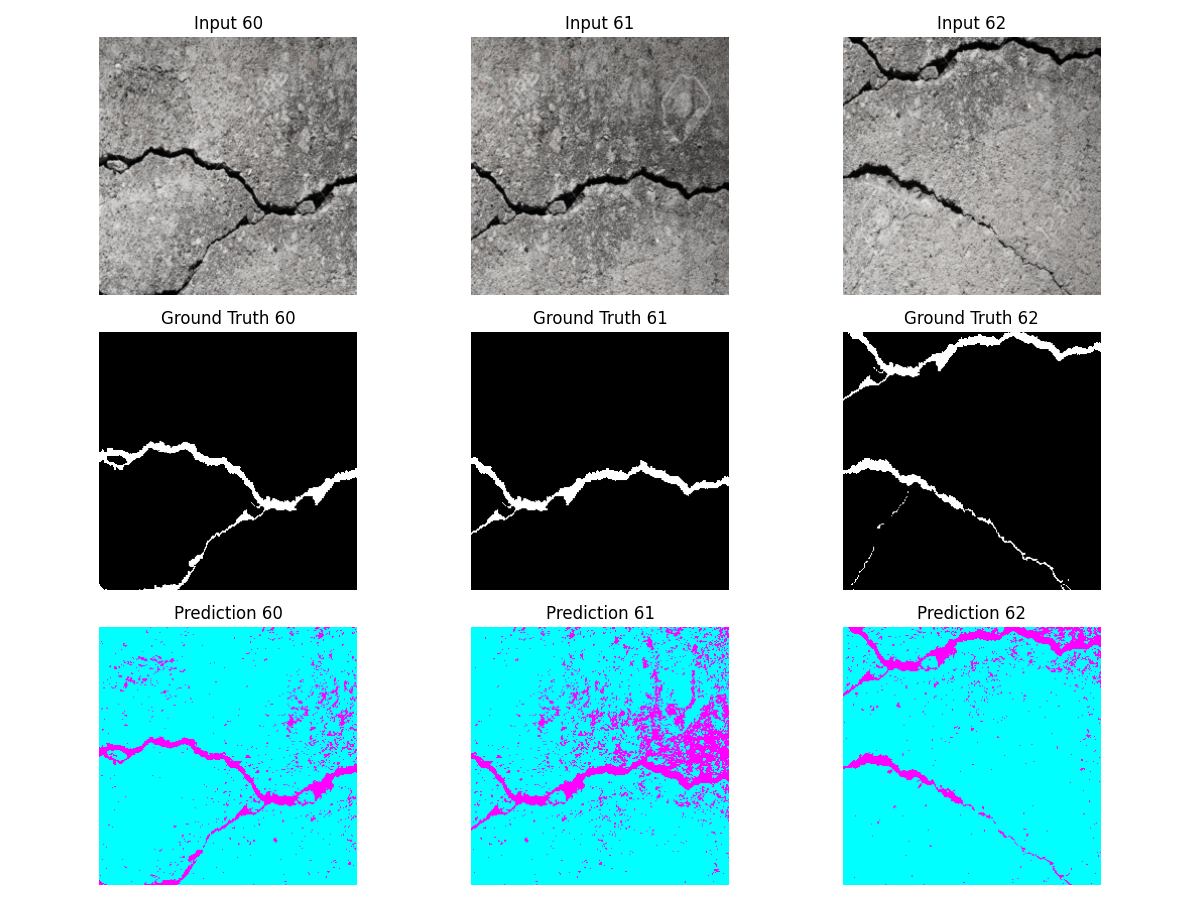 Input 60
Input 61
Input 62
Ground Truth 60
Ground Truth 61
Ground Truth 62
Prediction 60
Prediction 61
Prediction 62